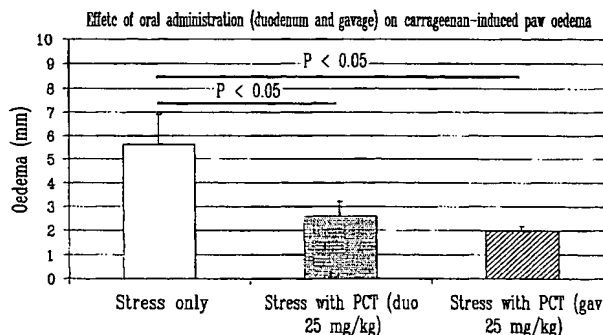 Effetc of oral administration (duodenum and gavage) on carrageenan-induced paw oedema
10
9
8
7
6
5
4
3
2
1
0
Oedema (mm)
P < 0.05
P < 0.05
Stress only
Stress with PCT (duo
25 mg/kg)
Stress with PCT (gav
25 mg/kg)